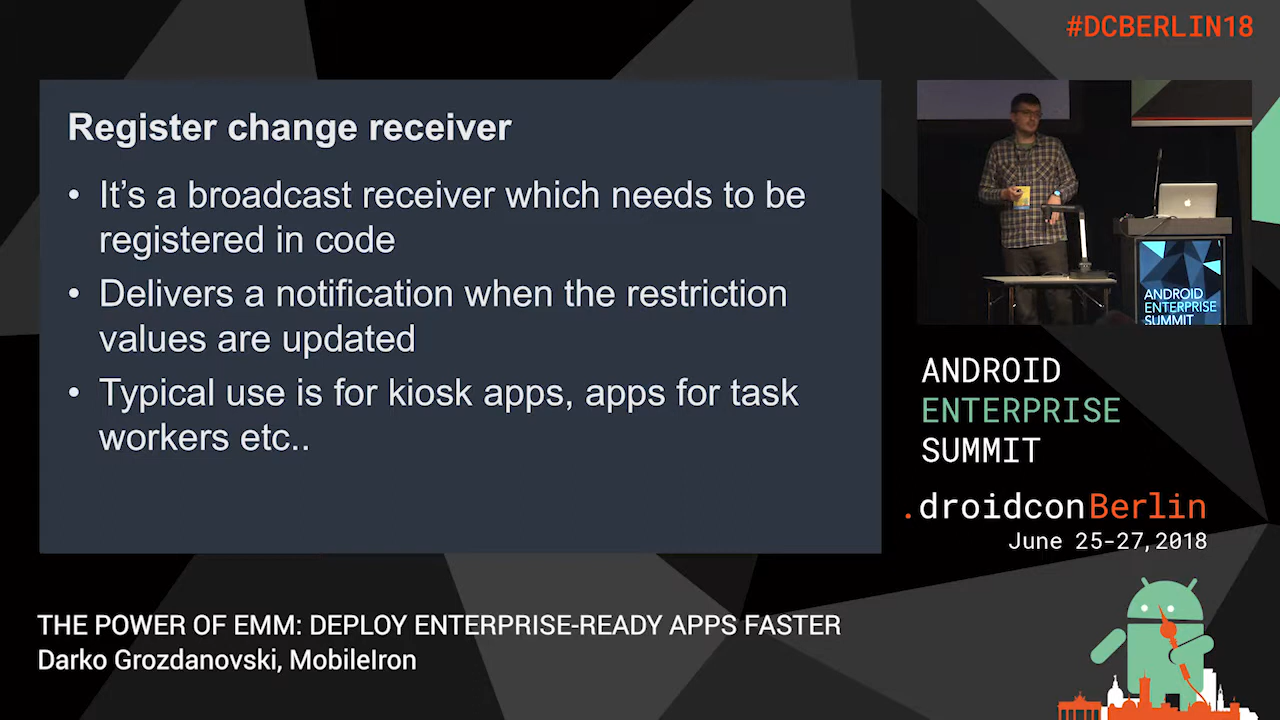 #DCBERLIN18
Register change receiver
• It's a broadcast receiver which needs to be
registered in code
• Delivers a notification when the restriction
values are updated
• Typical use is for kiosk apps, apps for task
workers etc..
ANDROID
ENTERPRISE
SUMMIT
ANDROID
ENTERPRISE
SUMMIT
.droidconBerlin
June 25-27, 2018
THE POWER OF EMM: DEPLOY ENTERPRISE-READY APPS FASTER
Darko Grozdanovski, MobileIron